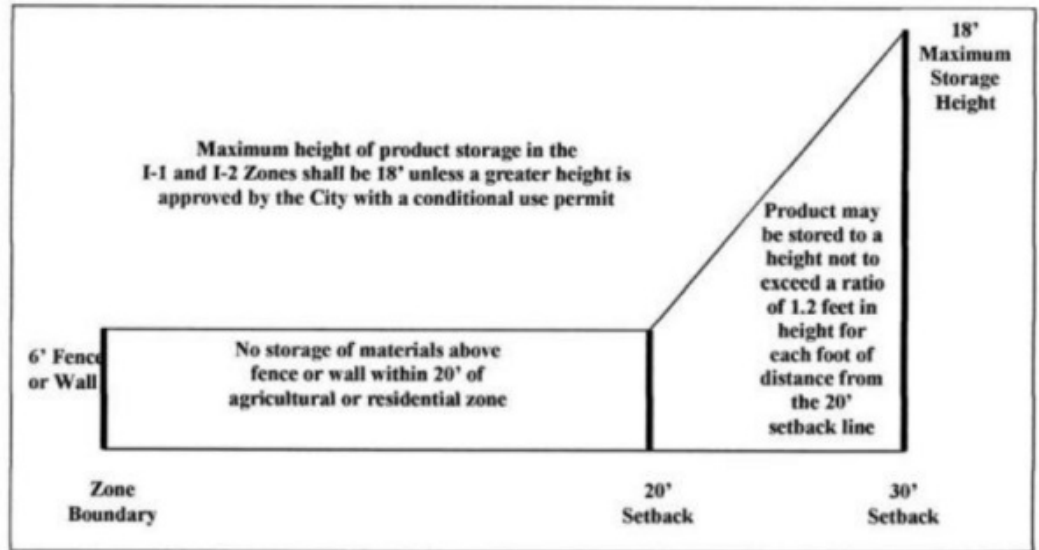 18'
Maximum
Storage
Height
Maximum height of product storage in the
I-1 and I-2 Zones shall be 18' unless a greater height is
approved by the City with a conditional use permit
Product may
be stored to a
height not to
exceed a ratio
of 1.2 feet in
height for
each foot of
distance from
the 20'
setback line
6' Fence
or Wall
No storage of materials above
fence or wall within 20' of
agricultural or residential zone
Zone
Boundary
20'
Setback
30'
Setback